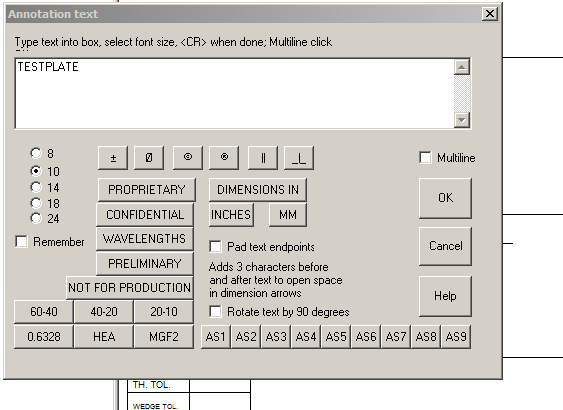 Annotation text
Type text into box, select font size, <CR> when done; Multiline click
TESTPLATE
8
10
14
18
24
± Ø © ® || _|_
Multiline
PROPRIETARY
DIMENSIONS IN
CONFIDENTIAL
INCHES
MM
OK
Remember
WAVELENGTHS
Pad text endpoints
Cancel
PRELIMINARY
Adds 3 characters before
and after text to open space
in dimension arrows
NOT FOR PRODUCTION
Help
60-40 40-20 20-10
Rotate text by 90 degrees
0.6328 HEA MGF2
AS1 AS2 AS3 AS4 AS5 AS6 AS7 AS8 AS9
TH. TOL.
WEDGE TOL.